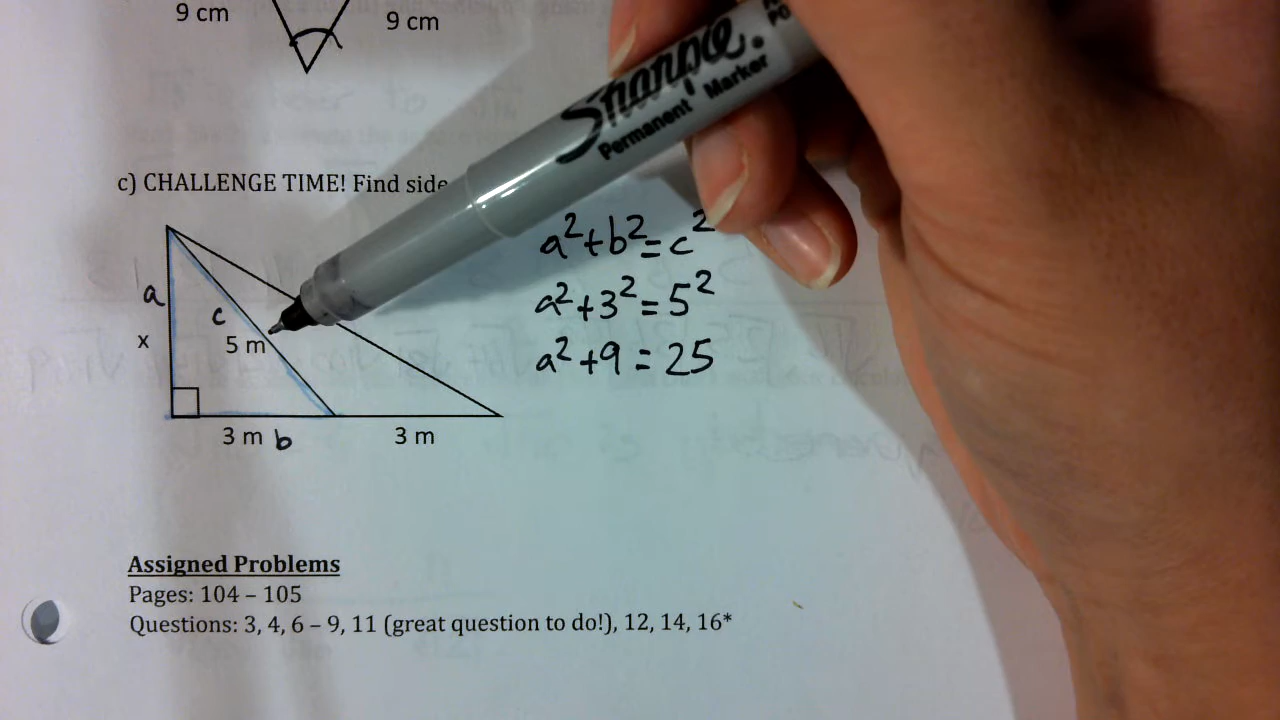 9 cm
9 cm
Sharpie.
Permanent Marker
c) CHALLENGE TIME! Find side
a
x
c
5 m
3 m b
3 m
a²+b²=c²
a²+3²=5²
a²+9=25
Assigned Problems
Pages: 104 – 105
Questions: 3, 4, 6 – 9, 11 (great question to do!), 12, 14, 16*